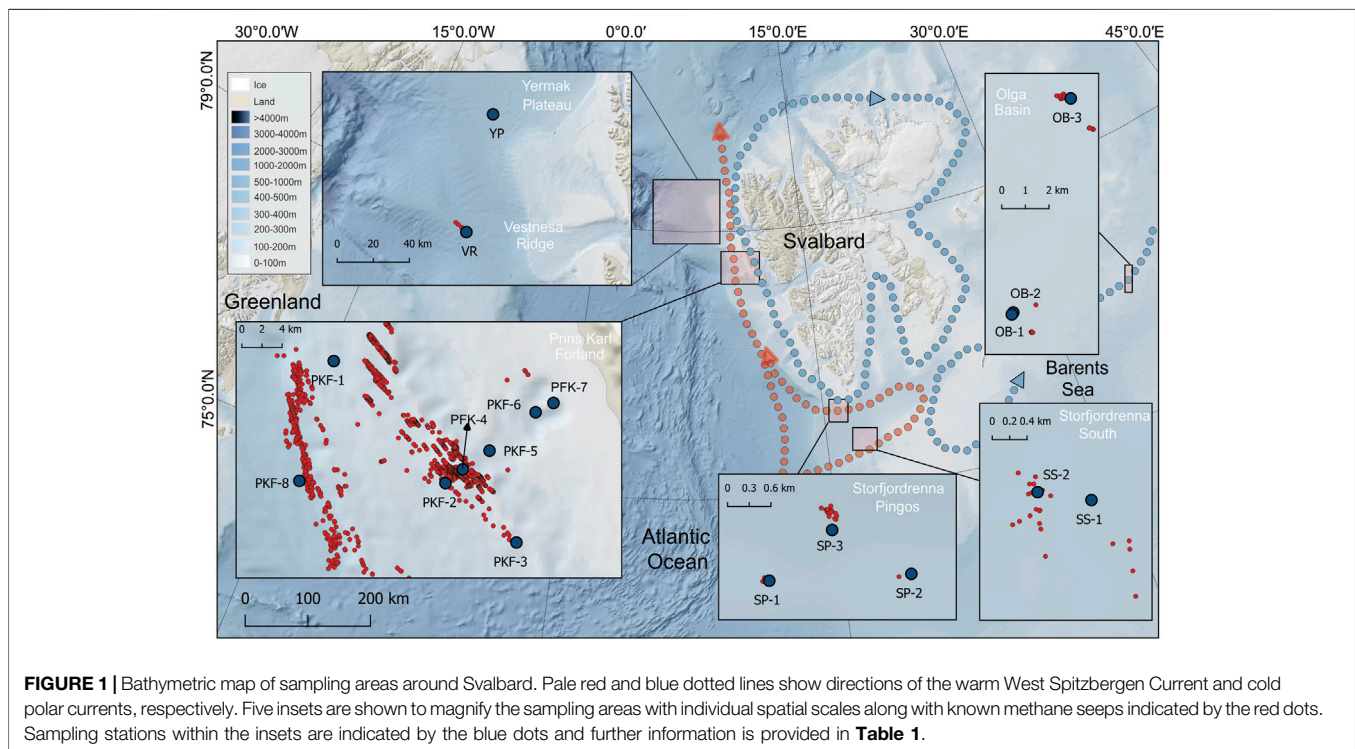 30°0.0'W 15°0.0'W 0°0.0' 15°0.0'E 30°0.0'E 45°0.0'E
79°0.0'N
75°0.0'N
Ice
Land
>4000m
3000-4000m
2000-3000m
1000-2000m
500-1000m
400-500m
300-400m
200-300m
100-200m
0-100m
Yermak
Plateau
YP
Vestnesa
Ridge
VR
0 20 40 km
Olga
Basin
OB-3
0 1 2 km
OB-2
OB-1
Svalbard
Greenland
Barents
Sea
Atlantic
Ocean
0 2 4 km
Prins Karl
Forland
PKF-1
PFK-7
PKF-6
PFK-4
PKF-5
PKF-8
PKF-2
PKF-3
0 100 200 km
0 0.3 0.6 km
Storfjordrenna
Pingos
SP-3
SP-1
SP-2
Storfjordrenna
South
0 0.2 0.4 km
SS-2
SS-1
FIGURE 1 | Bathymetric map of sampling areas around Svalbard. Pale red and blue dotted lines show directions of the warm West Spitzbergen Current and cold
polar currents, respectively. Five insets are shown to magnify the sampling areas with individual spatial scales along with known methane seeps indicated by the red dots.
Sampling stations within the insets are indicated by the blue dots and further information is provided in Table 1.